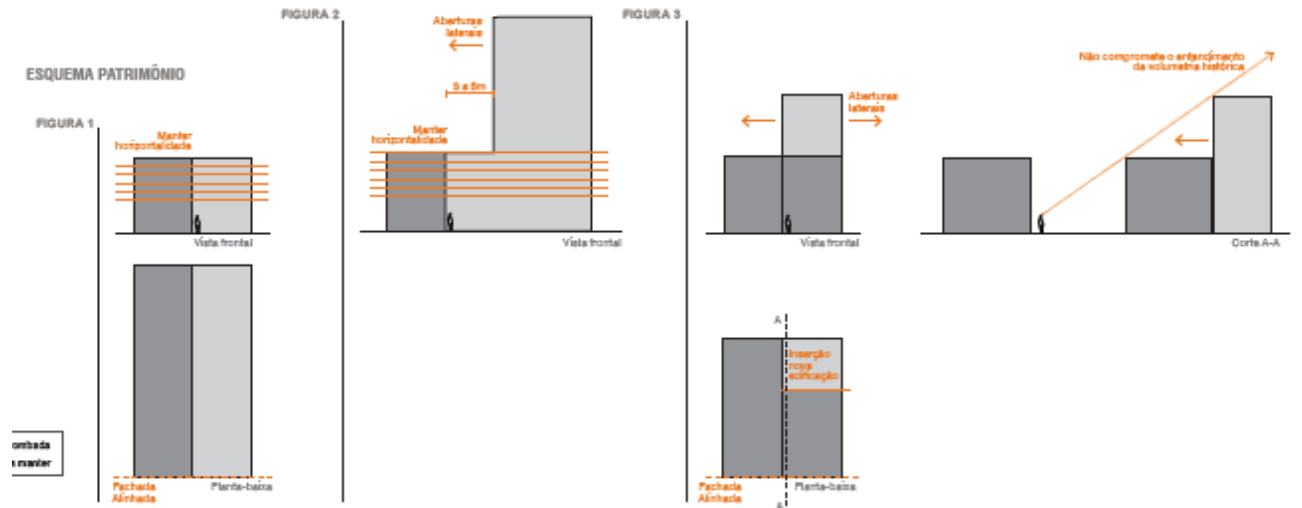 ESQUEMA PATRIMÔNIO
FIGURA 1
Manter
horizontalidade
Vista frontal
Fachada
Alinhada
Planta-baixa
ombada
a manter
FIGURA 2
Aberturas
laterais
Manter
horizontalidade
Vista frontal
FIGURA 3
Aberturas
laterais
Vista frontal
A
Inserção
nova
edificação
Fachada
Alinhada
Planta-baixa
A
Não compromete o entendimento
da volumetria histórica
Corte A-A